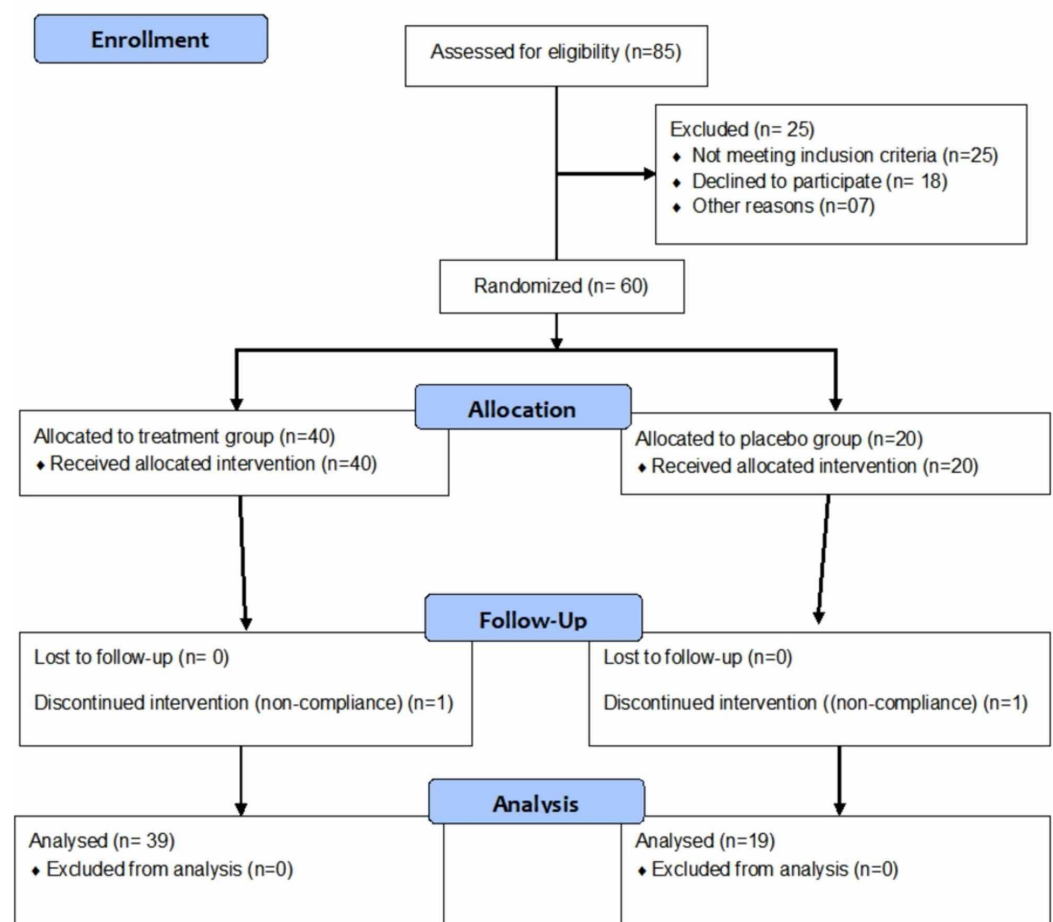 Enrollment
Assessed for eligibility (n=85)
Excluded (n= 25)
♦ Not meeting inclusion criteria (n=25)
♦ Declined to participate (n= 18)
♦ Other reasons (n=07)
Randomized (n= 60)
Allocation
Allocated to treatment group (n=40)
♦ Received allocated intervention (n=40)
Allocated to placebo group (n=20)
♦ Received allocated intervention (n=20)
Follow-Up
Lost to follow-up (n= 0)
Discontinued intervention (non-compliance) (n=1)
Lost to follow-up (n=0)
Discontinued intervention ((non-compliance) (n=1)
Analysis
Analysed (n= 39)
♦ Excluded from analysis (n=0)
Analysed (n=19)
♦ Excluded from analysis (n=0)